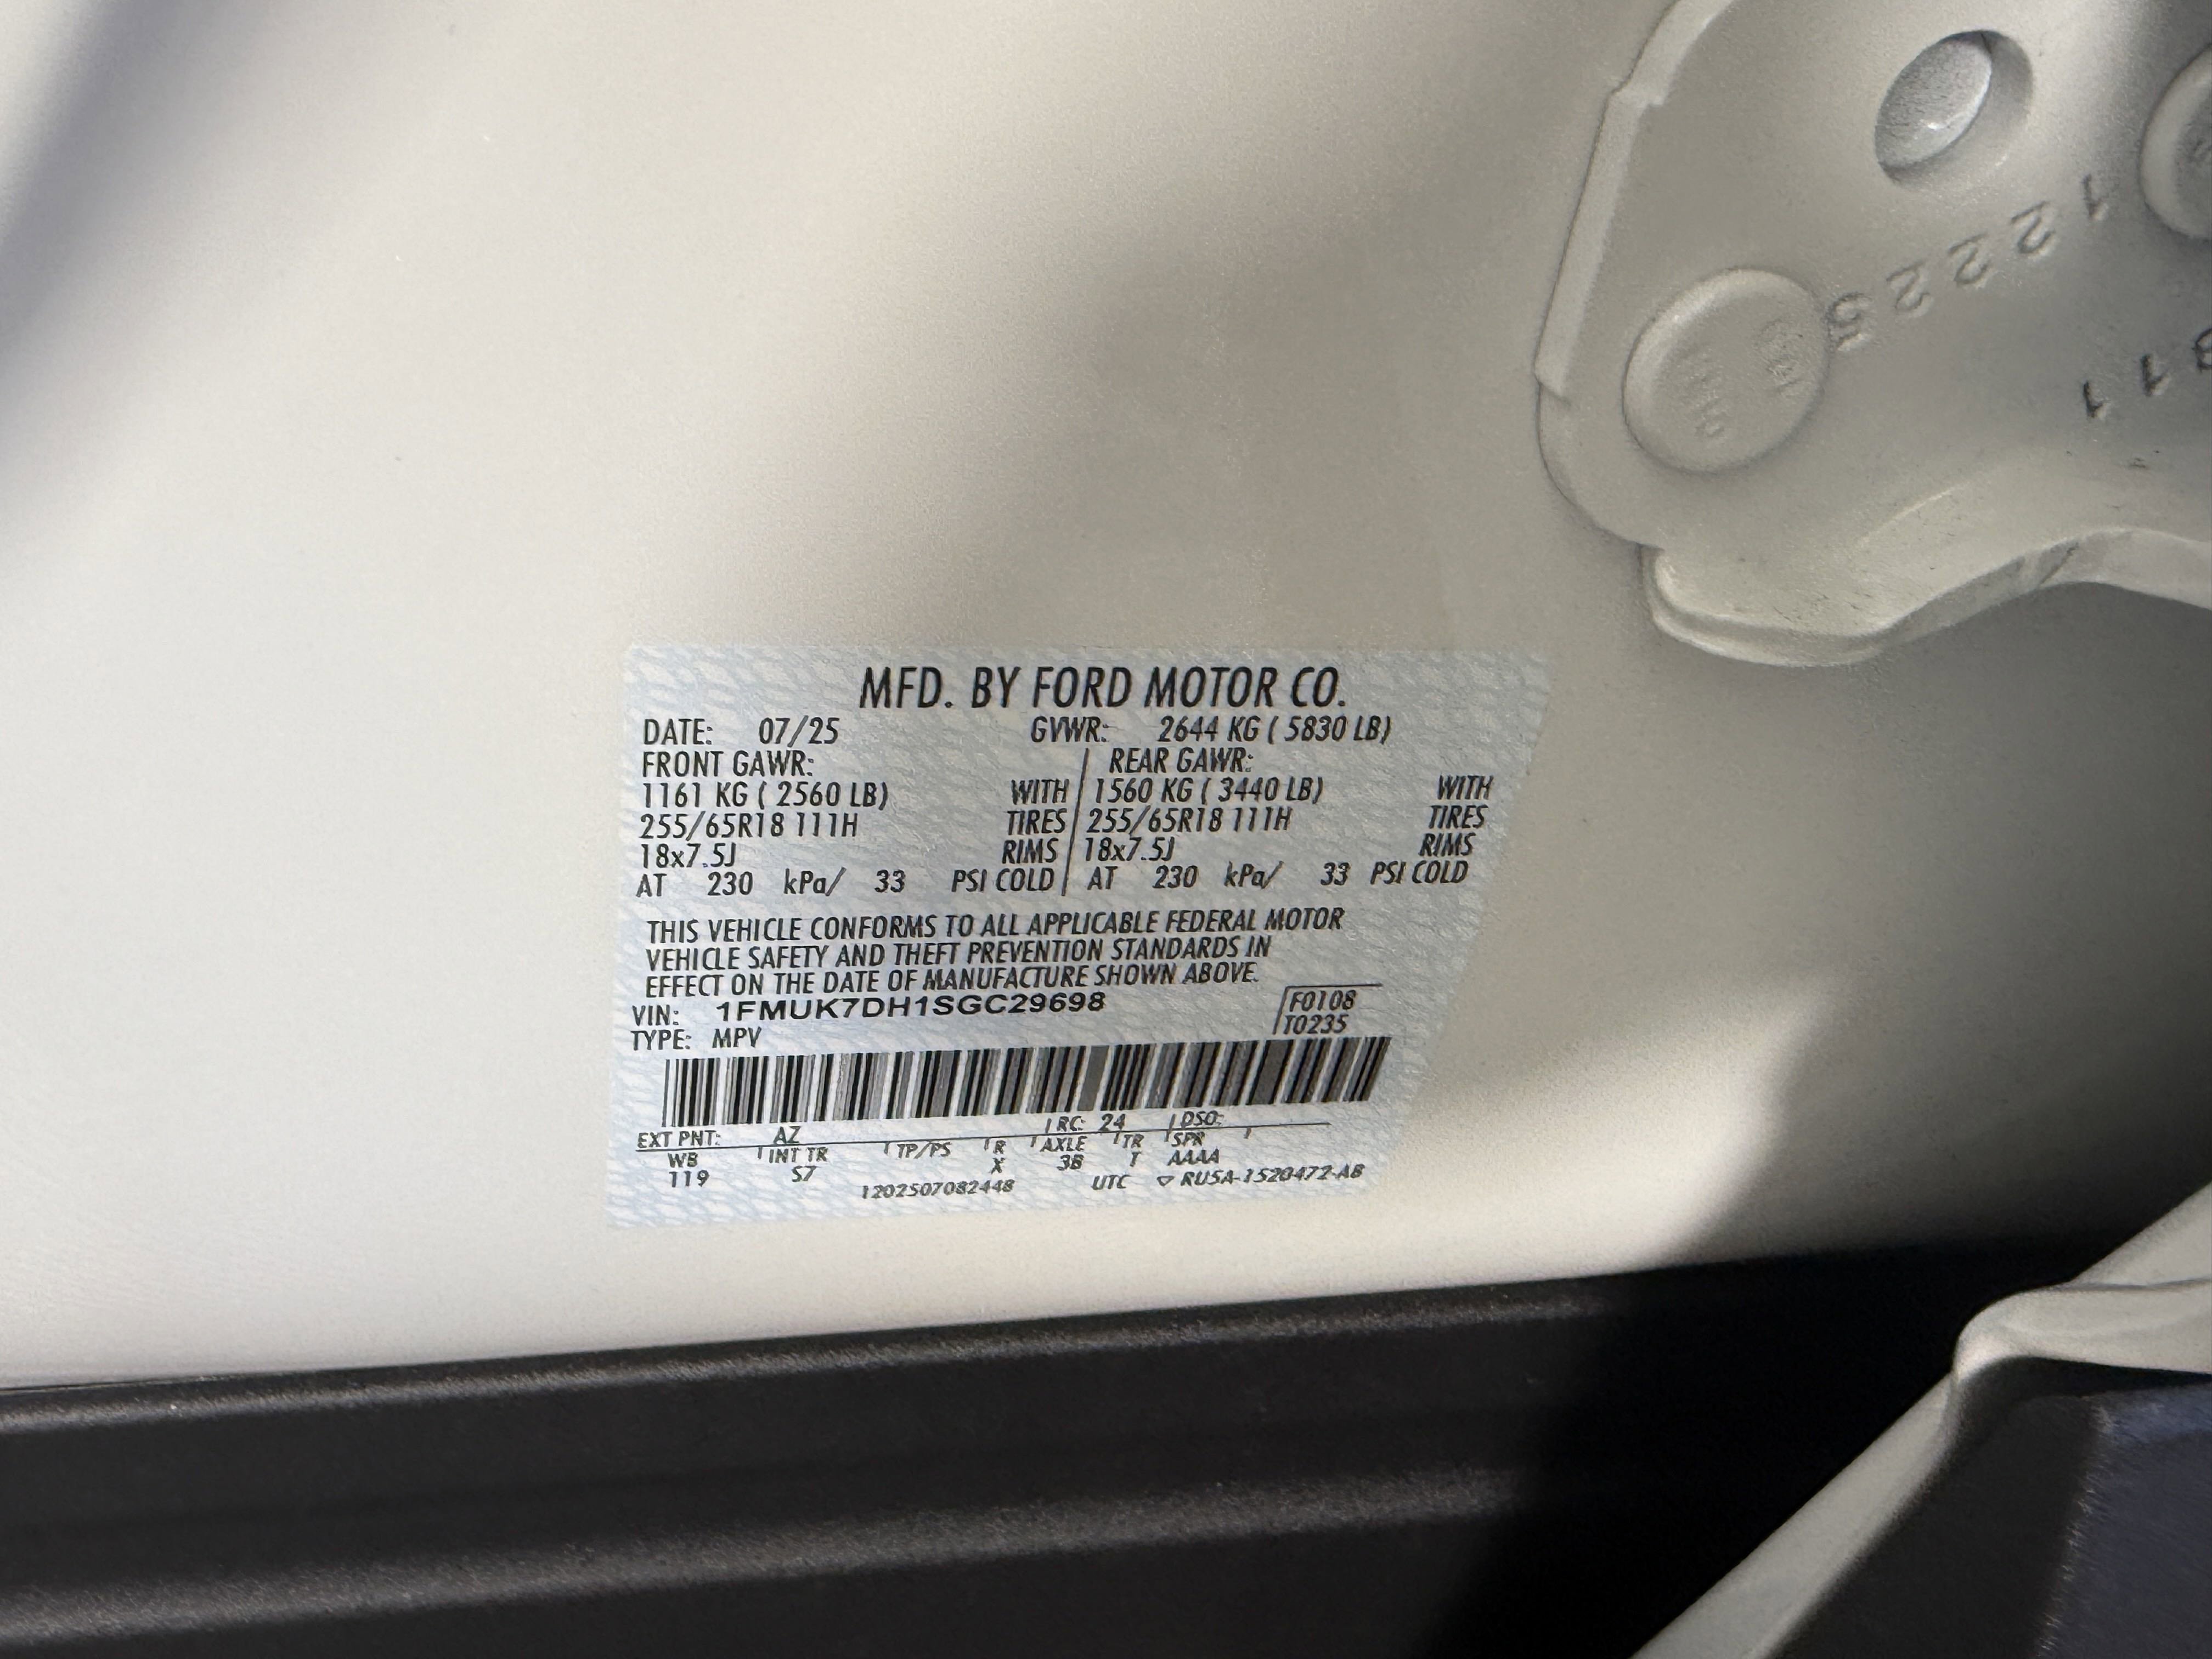 MFD. BY FORD MOTOR CO.
DATE: 07/25 GVWR: 2644 KG ( 5830 LB)
FRONT GAWR: REAR GAWR:
1161 KG ( 2560 LB) WITH 1560 KG ( 3440 LB) WITH
255/65R18 111H TIRES 255/65R18 111H TIRES
18x7.5J RIMS 18x7.5J RIMS
AT 230 kPa/ 33 PSI COLD AT 230 kPa/ 33 PSI COLD
THIS VEHICLE CONFORMS TO ALL APPLICABLE FEDERAL MOTOR
VEHICLE SAFETY AND THEFT PREVENTION STANDARDS IN
EFFECT ON THE DATE OF MANUFACTURE SHOWN ABOVE.
VIN: 1FMUK7DH1SGC29698 F0108
TYPE: MPV T0235
EXT PNT: AZ RC: 24 DSO:
WB INT TR TP/PS R AXLE TR SPR
119 S7 X 3B T AAAA
1202507082448 UTC ▽ RU5A-1520472-AB
12225